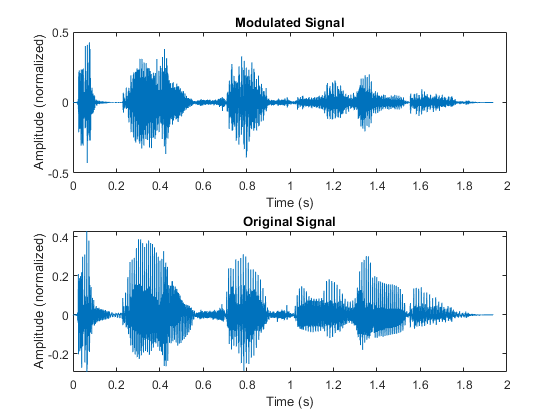 Modulated Signal
0.5
0
-0.5
Amplitude (normalized)
0 0.2 0.4 0.6 0.8 1 1.2 1.4 1.6 1.8 2
Time (s)
Original Signal
0.4
0.2
0
-0.2
Amplitude (normalized)
0 0.2 0.4 0.6 0.8 1 1.2 1.4 1.6 1.8 2
Time (s)